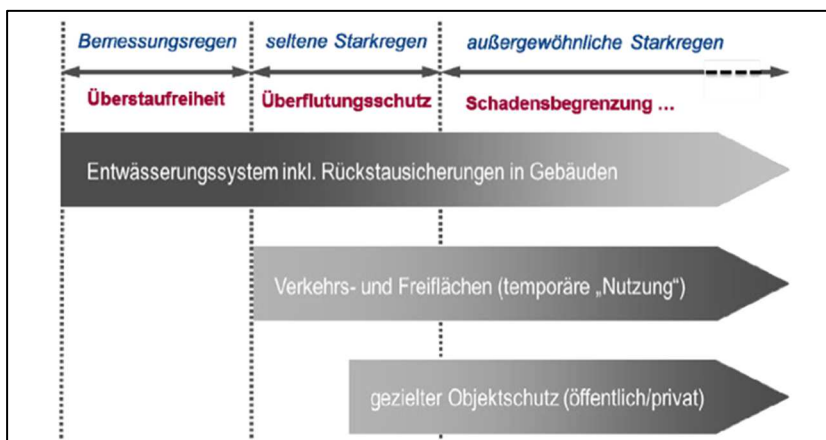 Bemessungsregen seltene Starkregen außergewöhnliche Starkregen
Überstaufreiheit Überflutungsschutz Schadensbegrenzung ...
Entwässerungssystem inkl. Rückstausicherungen in Gebäuden
Verkehrs- und Freiflächen (temporäre „Nutzung“)
gezielter Objektschutz (öffentlich/privat)